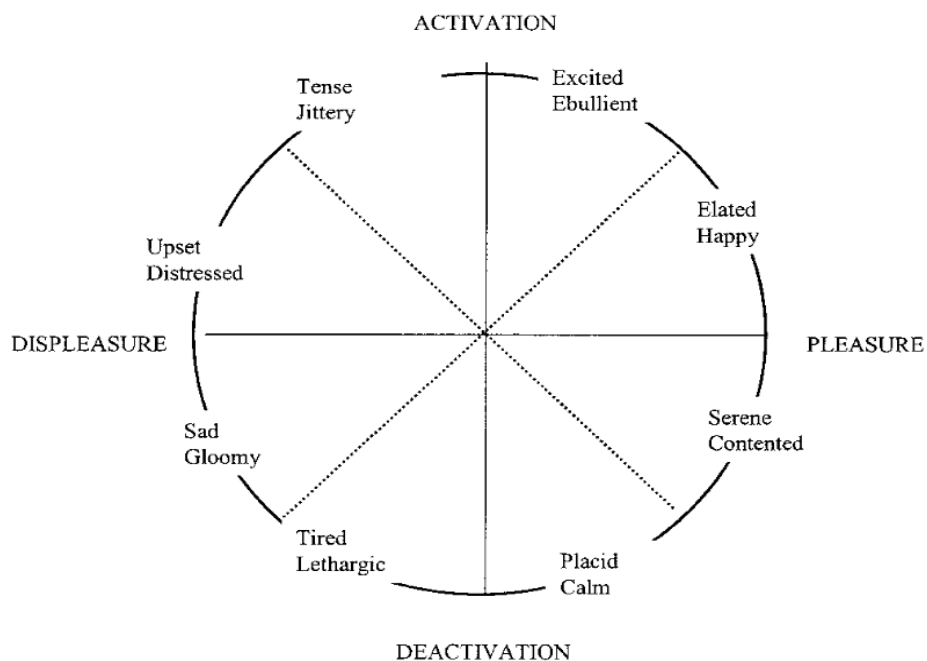 ACTIVATION
Tense
Jittery
Excited
Ebullient
Elated
Happy
Upset
Distressed
DISPLEASURE
PLEASURE
Sad
Gloomy
Serene
Contented
Tired
Lethargic
Placid
Calm
DEACTIVATION